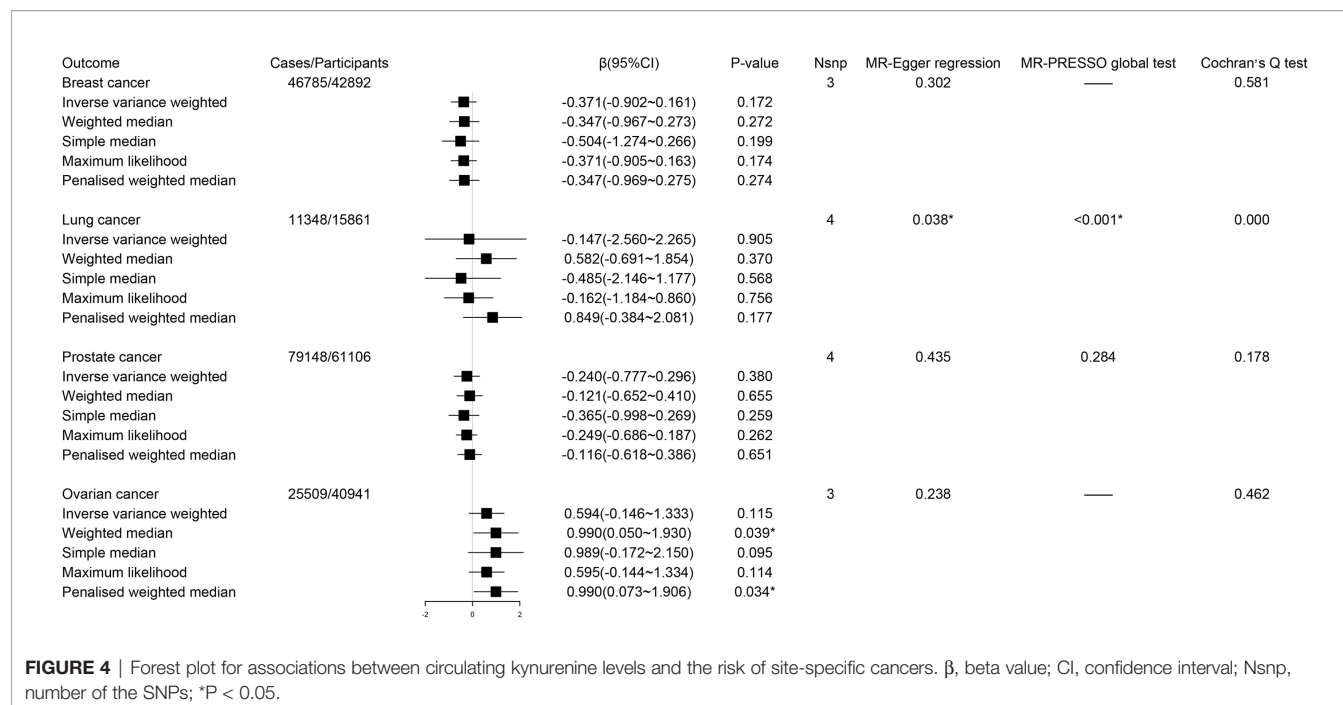 Outcome Cases/Participants β(95%CI) P-value Nsnp MR-Egger regression MR-PRESSO global test Cochran's Q test
Breast cancer 46785/42892 3 0.302 —— 0.581
Inverse variance weighted -0.371(-0.902~0.161) 0.172
Weighted median -0.347(-0.967~0.273) 0.272
Simple median -0.504(-1.274~0.266) 0.199
Maximum likelihood -0.371(-0.905~0.163) 0.174
Penalised weighted median -0.347(-0.969~0.275) 0.274
Lung cancer 11348/15861 4 0.038* <0.001* 0.000
Inverse variance weighted -0.147(-2.560~2.265) 0.905
Weighted median 0.582(-0.691~1.854) 0.370
Simple median -0.485(-2.146~1.177) 0.568
Maximum likelihood -0.162(-1.184~0.860) 0.756
Penalised weighted median 0.849(-0.384~2.081) 0.177
Prostate cancer 79148/61106 4 0.435 0.284 0.178
Inverse variance weighted -0.240(-0.777~0.296) 0.380
Weighted median -0.121(-0.652~0.410) 0.655
Simple median -0.365(-0.998~0.269) 0.259
Maximum likelihood -0.249(-0.686~0.187) 0.262
Penalised weighted median -0.116(-0.618~0.386) 0.651
Ovarian cancer 25509/40941 3 0.238 —— 0.462
Inverse variance weighted 0.594(-0.146~1.333) 0.115
Weighted median 0.990(0.050~1.930) 0.039*
Simple median 0.989(-0.172~2.150) 0.095
Maximum likelihood 0.595(-0.144~1.334) 0.114
Penalised weighted median 0.990(0.073~1.906) 0.034*
-2 0 2
FIGURE 4 | Forest plot for associations between circulating kynurenine levels and the risk of site-specific cancers. β, beta value; CI, confidence interval; Nsnp,
number of the SNPs; *P < 0.05.